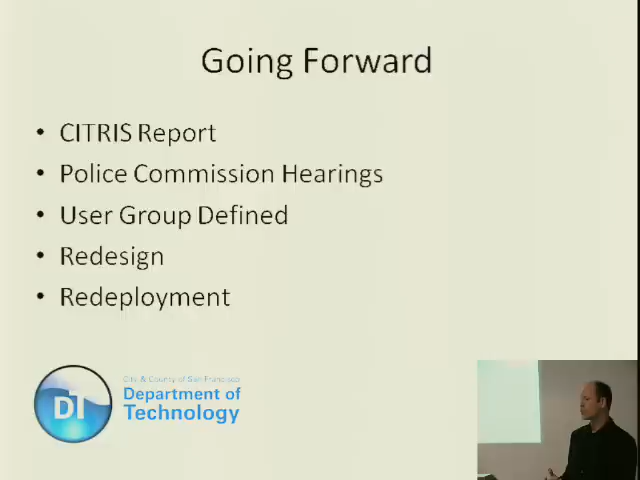 Going Forward
• CITRIS Report
• Police Commission Hearings
• User Group Defined
• Redesign
• Redeployment
DT
City & County of San Francisco
Department of
Technology